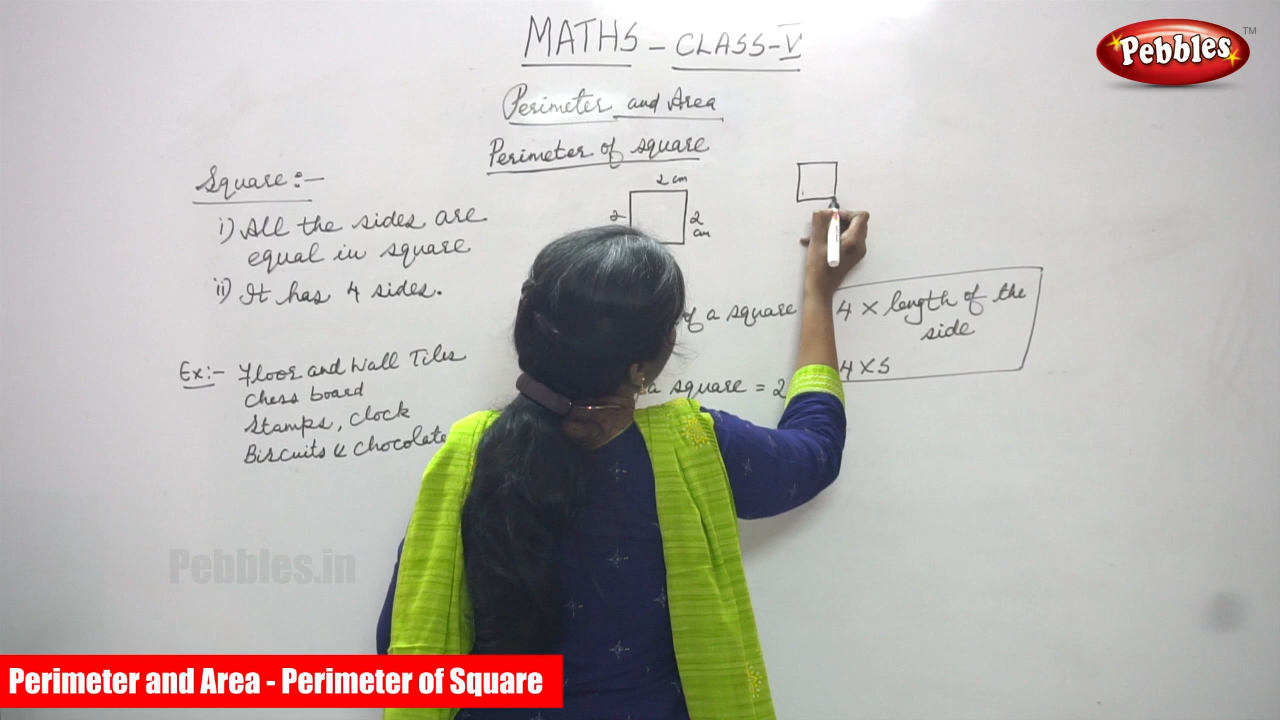 MATHS - CLASS-V
Pebbles TM
Perimeter and Area
Perimeter of square
Square:-
i) All the sides are
equal in square
ii) It has 4 sides.
Ex:- Floor and Wall Tiles
Chess board
Stamps, Clock
Biscuits & Chocolate
2 cm
2
2
cm
of a square
4 × length of the
side
4 × S
a square = 2
Pebbles.in
Perimeter and Area - Perimeter of Square